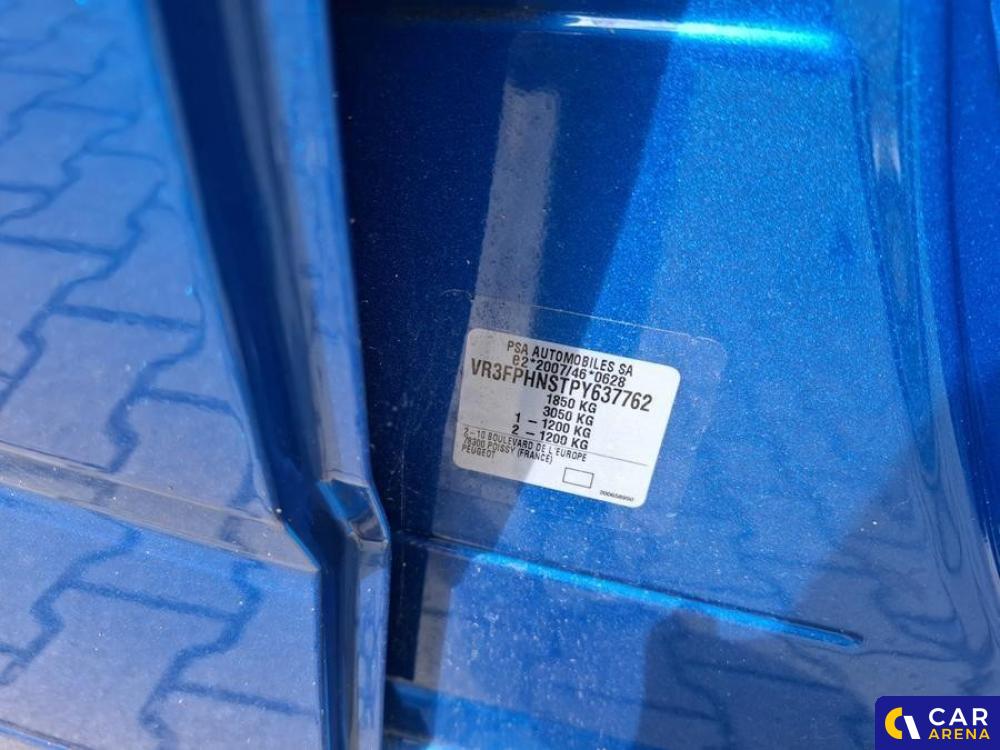 PSA AUTOMOBILES SA
e2*2007/46*0628
VR3FPHNSTPY637762
1850 KG
3050 KG
1 – 1200 KG
2 – 1200 KG
2-10 BOULEVARD DE L'EUROPE
78300 POISSY (FRANCE)
PEUGEOT
CAR
ARENA